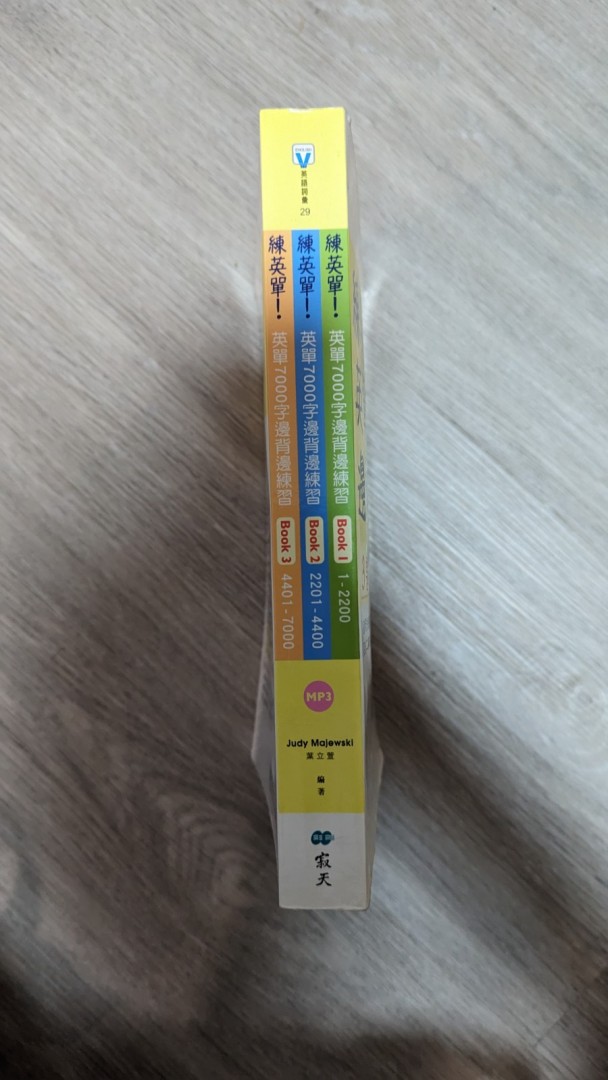 V
英語詞彙
29
練英單！ 英單7000字邊背邊練習 Book 1 1-2200
練英單！ 英單7000字邊背邊練習 Book 2 2201-4400
練英單！ 英單7000字邊背邊練習 Book 3 4401-7000
MP3
Judy Majewski
葉立萱
編著
寂天